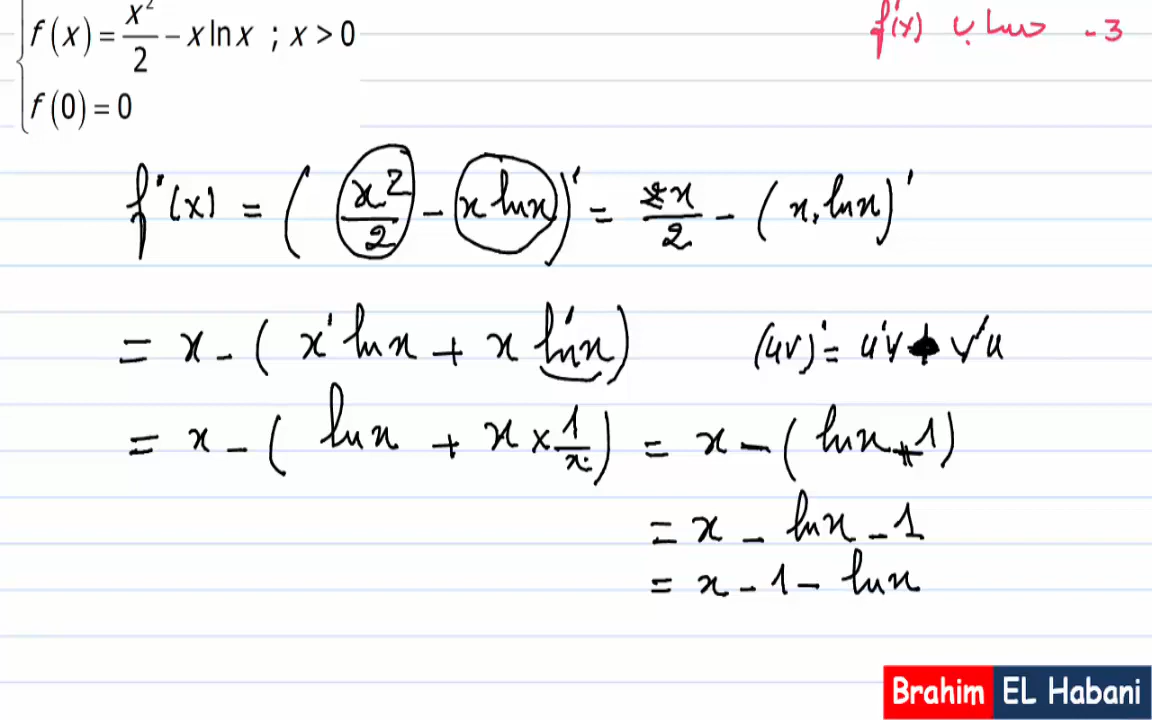 f(x) = x²/2 − x ln x ; x > 0
f(0) = 0
3 - حساب f'(x)
f'(x) = ( x²/2 − x ln x )' = 2x/2 − ( x . ln x )'
= x − ( x' ln x + x ln'x )
(uv)' = u'v + v'u
= x − ( ln x + x × 1/x ) = x − ( ln x + 1 )
= x − ln x − 1
= x − 1 − ln x
Brahim EL Habani